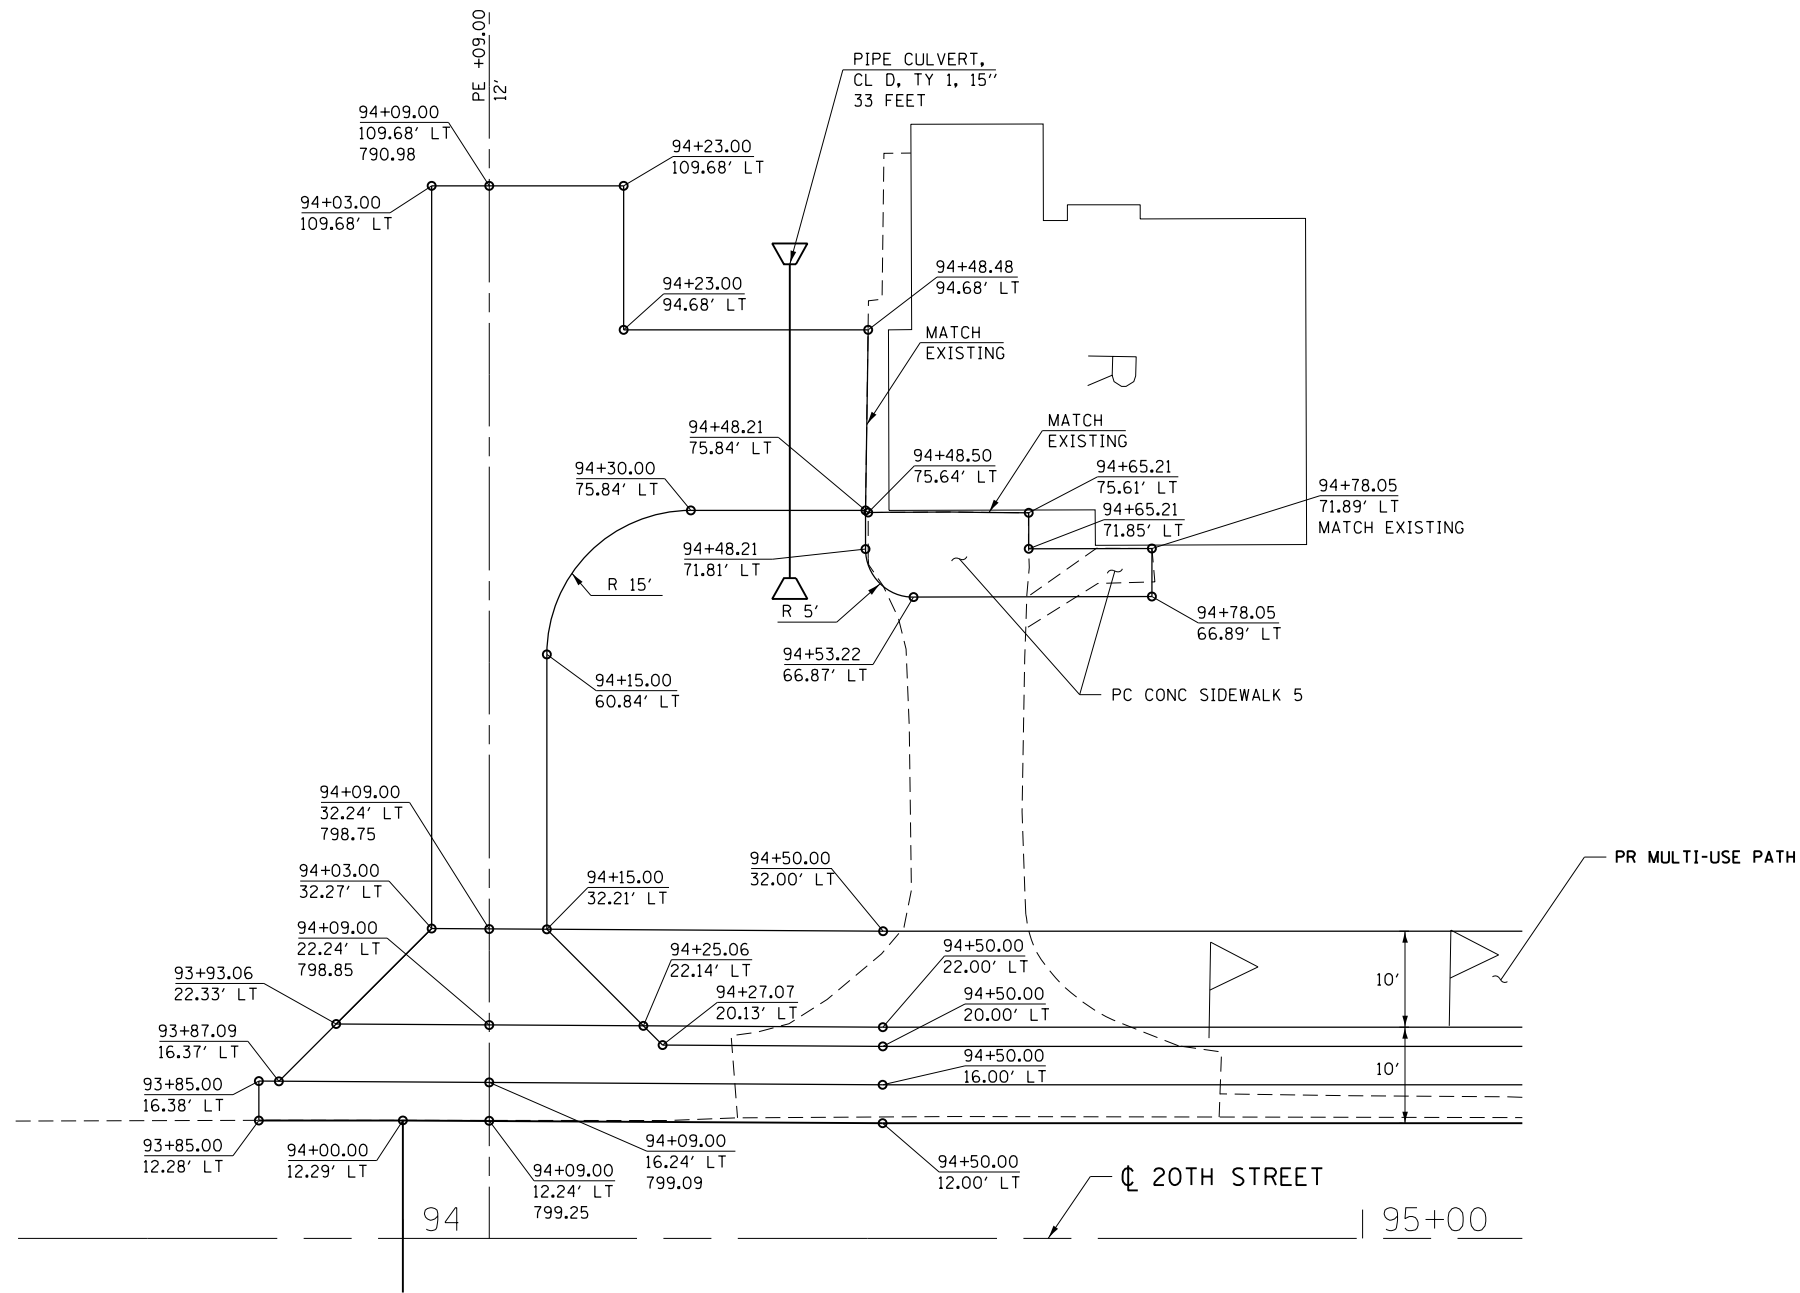 PE +09.00
12'
PIPE CULVERT,
CL D, TY 1, 15"
33 FEET
94+09.00
109.68' LT
790.98
94+23.00
109.68' LT
94+03.00
109.68' LT
94+23.00
94.68' LT
94+48.48
94.68' LT
MATCH
EXISTING
R
94+48.21
75.84' LT
MATCH
EXISTING
94+30.00
75.84' LT
94+48.50
75.64' LT
94+65.21
75.61' LT
94+78.05
71.89' LT
MATCH EXISTING
94+65.21
71.85' LT
94+48.21
71.81' LT
R 15'
R 5'
94+78.05
66.89' LT
94+53.22
66.87' LT
94+15.00
60.84' LT
PC CONC SIDEWALK 5
94+09.00
32.24' LT
798.75
94+50.00
32.00' LT
PR MULTI-USE PATH
94+03.00
32.27' LT
94+15.00
32.21' LT
94+09.00
22.24' LT
798.85
94+25.06
22.14' LT
94+50.00
22.00' LT
93+93.06
22.33' LT
94+27.07
20.13' LT
94+50.00
20.00' LT
10'
93+87.09
16.37' LT
94+50.00
16.00' LT
10'
93+85.00
16.38' LT
93+85.00
12.28' LT
94+00.00
12.29' LT
94+09.00
12.24' LT
799.25
94+09.00
16.24' LT
799.09
94+50.00
12.00' LT
℄ 20TH STREET
94
95+00